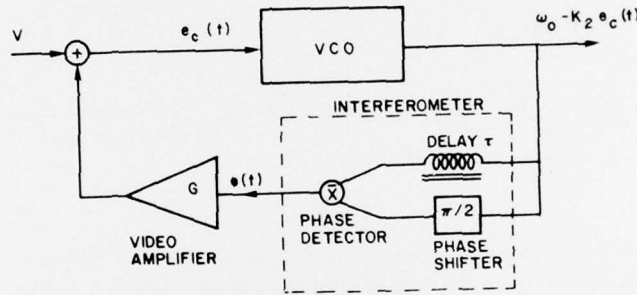 V
+
e_c (t)
VCO
ω_o - K_2 e_c(t)
INTERFEROMETER
DELAY τ
G
e(t)
X̄
π/2
PHASE
DETECTOR
PHASE
SHIFTER
VIDEO
AMPLIFIER